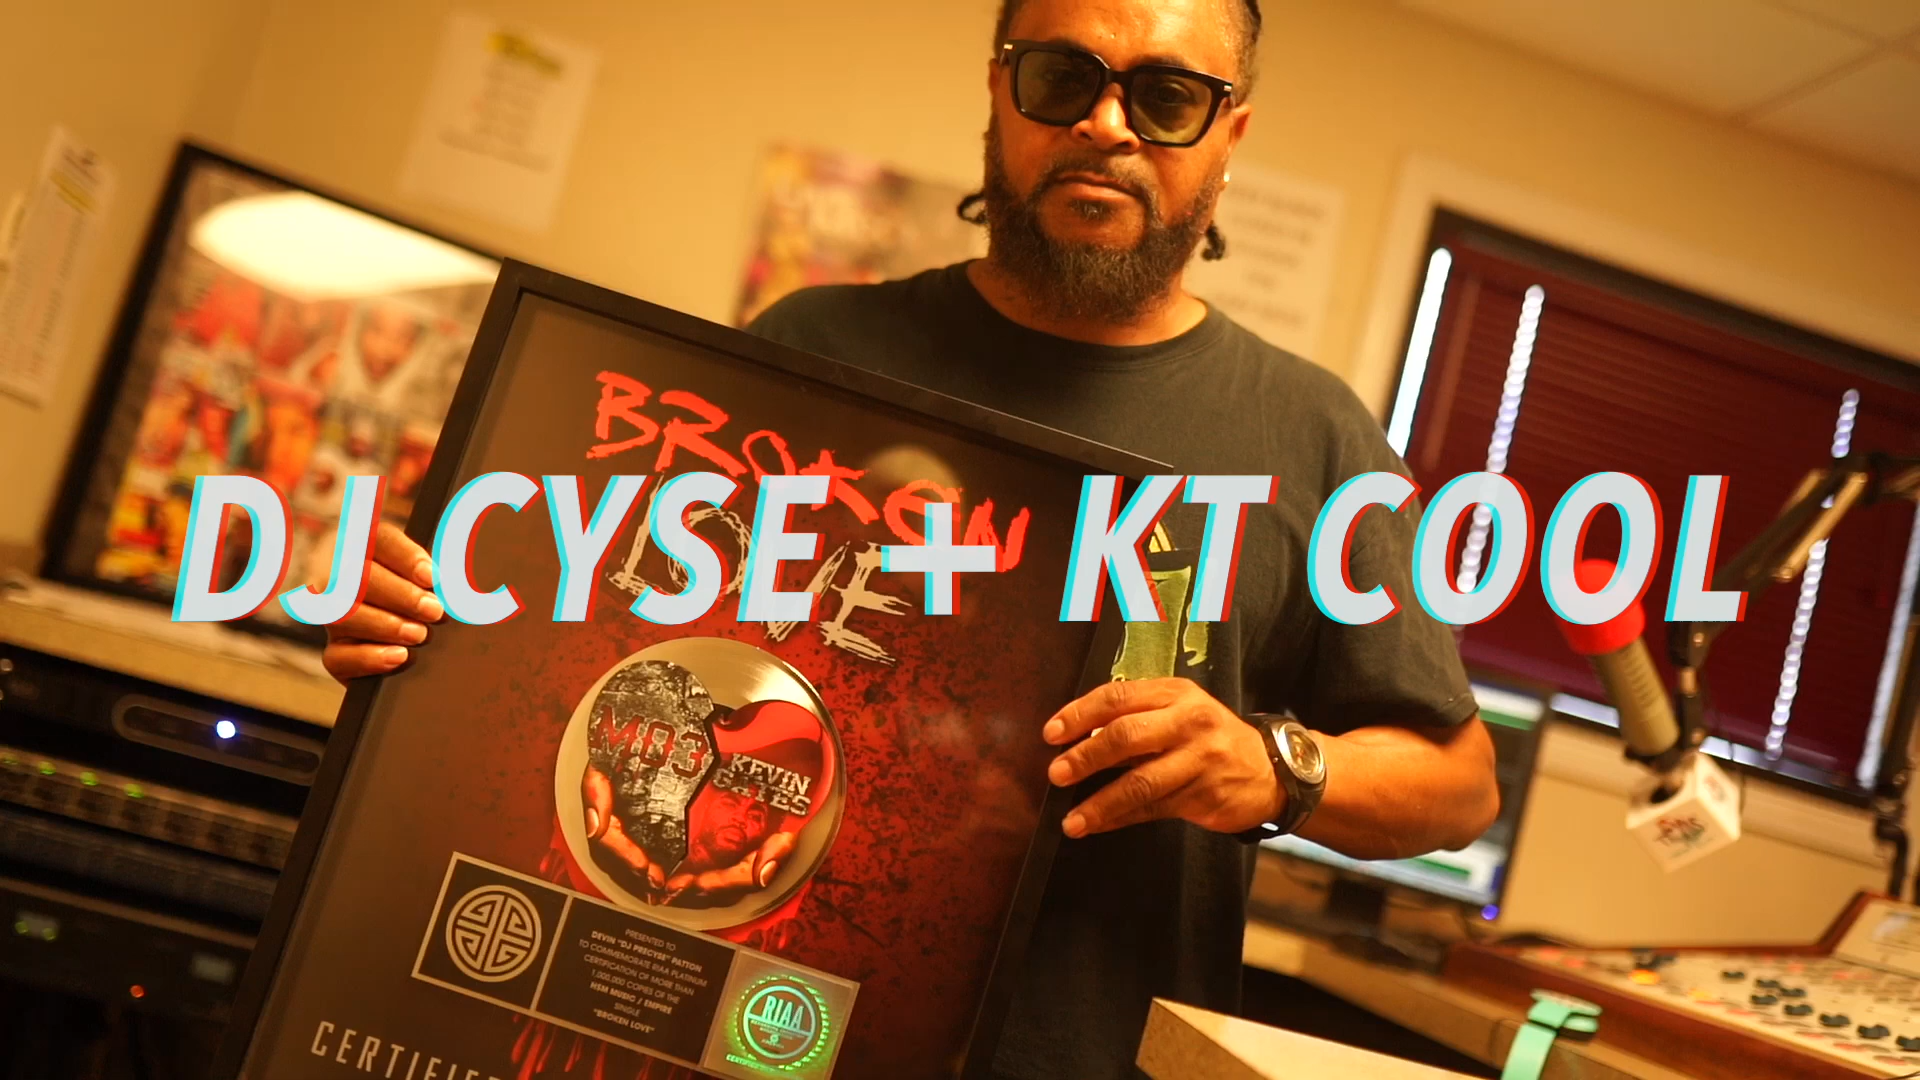 BROKEN
LOVE
DJ CYSE + KT COOL
MO3
KEVIN
GATES
PRESENTED TO
DEVIN "DJ PRECYSE" PATTON
TO COMMEMORATE RIAA PLATINUM
CERTIFICATION OF MORE THAN
1,000,000 COPIES OF THE
HSM MUSIC / EMPIRE
SINGLE
"BROKEN LOVE"
RIAA